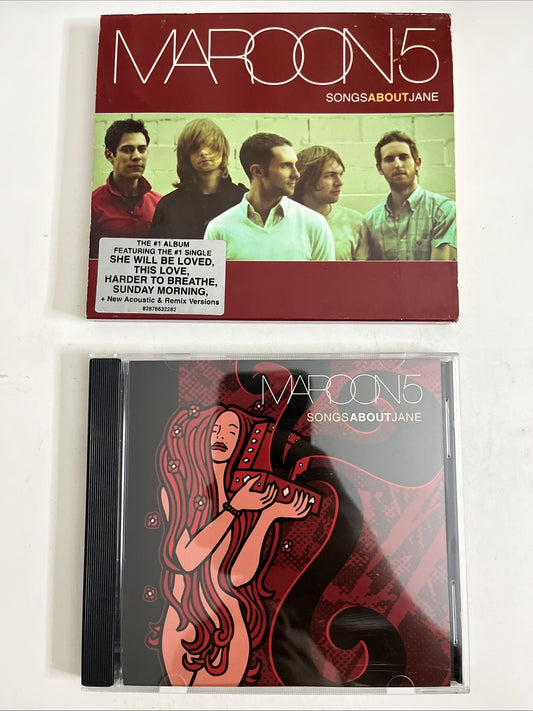 MAROON5
SONGSABOUTJANE
THE #1 ALBUM
FEATURING THE #1 SINGLE
SHE WILL BE LOVED,
THIS LOVE,
HARDER TO BREATHE,
SUNDAY MORNING,
+ New Acoustic & Remix Versions
82876632282
MAROON5
SONGSABOUTJANE